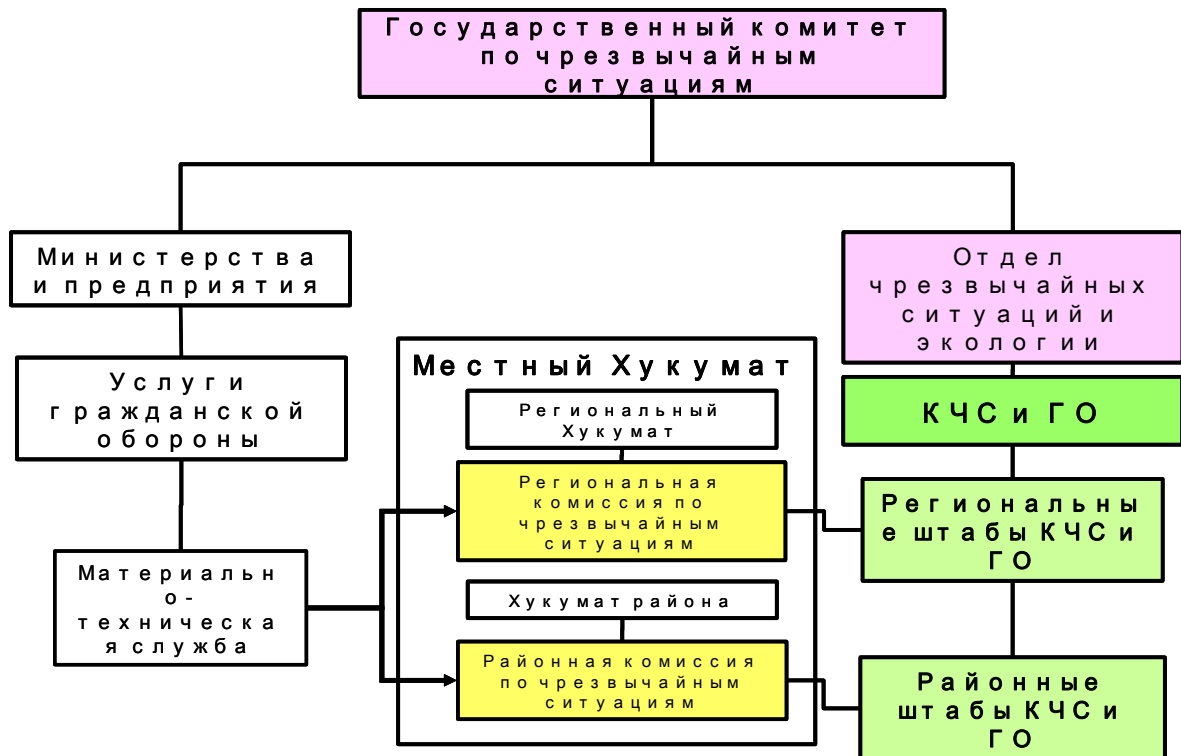 Государственный комитет
по чрезвычайным
ситуациям
Министерства
и предприятия
Отдел
чрезвычайных
ситуаций и
экологии
Услуги
гражданской
обороны
Местный Хукумат
КЧС и ГО
Региональный
Хукумат
Региональная
комиссия по
чрезвычайным
ситуациям
Региональны
е штабы КЧС и
ГО
Материальн
о-
техническа
я служба
Хукумат района
Районная комиссия
по чрезвычайным
ситуациям
Районные
штабы КЧС и
ГО